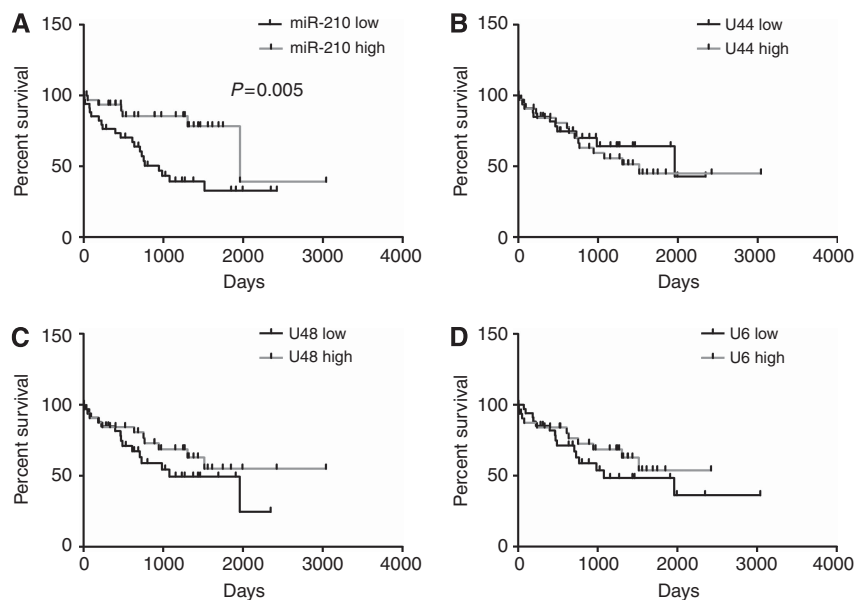 A
miR-210 low
miR-210 high
P=0.005
Percent survival
150
100
50
0
0 1000 2000 3000 4000
Days
B
U44 low
U44 high
Percent survival
150
100
50
0
0 1000 2000 3000 4000
Days
C
U48 low
U48 high
Percent survival
150
100
50
0
0 1000 2000 3000 4000
Days
D
U6 low
U6 high
Percent survival
150
100
50
0
0 1000 2000 3000 4000
Days